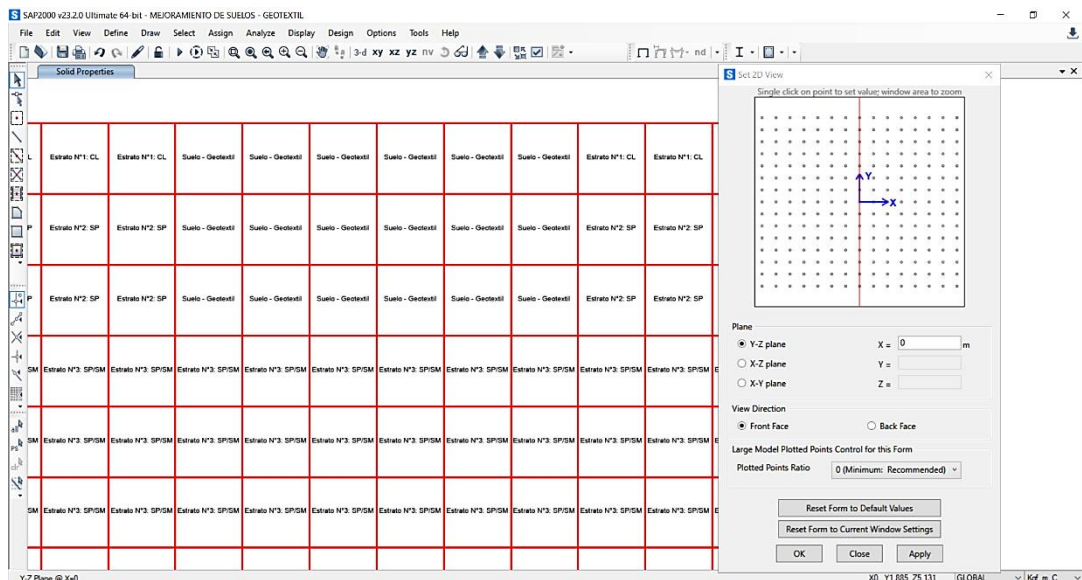 SAP2000 v23.2.0 Ultimate 64-bit - MEJORAMIENTO DE SUELOS - GEOTEXTIL
File Edit View Define Draw Select Assign Analyze Display Design Options Tools Help
3-d xy xz yz nv nd
Solid Properties
L Estrato N°1: CL Estrato N°1: CL Suelo - Geotextil Suelo - Geotextil Suelo - Geotextil Suelo - Geotextil Suelo - Geotextil Suelo - Geotextil Estrato N°1: CL Estrato N°1: CL
P Estrato N°2: SP Estrato N°2: SP Suelo - Geotextil Suelo - Geotextil Suelo - Geotextil Suelo - Geotextil Suelo - Geotextil Suelo - Geotextil Estrato N°2: SP Estrato N°2: SP
P Estrato N°2: SP Estrato N°2: SP Suelo - Geotextil Suelo - Geotextil Suelo - Geotextil Suelo - Geotextil Suelo - Geotextil Suelo - Geotextil Estrato N°2: SP Estrato N°2: SP
SM Estrato N°3: SP/SM Estrato N°3: SP/SM Estrato N°3: SP/SM Estrato N°3: SP/SM Estrato N°3: SP/SM Estrato N°3: SP/SM Estrato N°3: SP/SM Estrato N°3: SP/SM Estrato N°3: SP/SM Estrato N°3: SP/SM E
SM Estrato N°3: SP/SM Estrato N°3: SP/SM Estrato N°3: SP/SM Estrato N°3: SP/SM Estrato N°3: SP/SM Estrato N°3: SP/SM Estrato N°3: SP/SM Estrato N°3: SP/SM Estrato N°3: SP/SM Estrato N°3: SP/SM E
SM Estrato N°3: SP/SM Estrato N°3: SP/SM Estrato N°3: SP/SM Estrato N°3: SP/SM Estrato N°3: SP/SM Estrato N°3: SP/SM Estrato N°3: SP/SM Estrato N°3: SP/SM Estrato N°3: SP/SM Estrato N°3: SP/SM E
Set 2D View
Single click on point to set value; window area to zoom
Y
X
Plane
Y-Z plane X = 0 m
X-Z plane Y =
X-Y plane Z =
View Direction
Front Face Back Face
Large Model Plotted Points Control for this Form
Plotted Points Ratio 0 (Minimum: Recommended)
Reset Form to Default Values
Reset Form to Current Window Settings
OK Close Apply
Y-Z Plane @ X=0 X0 Y1.885 Z5.131 GLOBAL Kgf, m, C